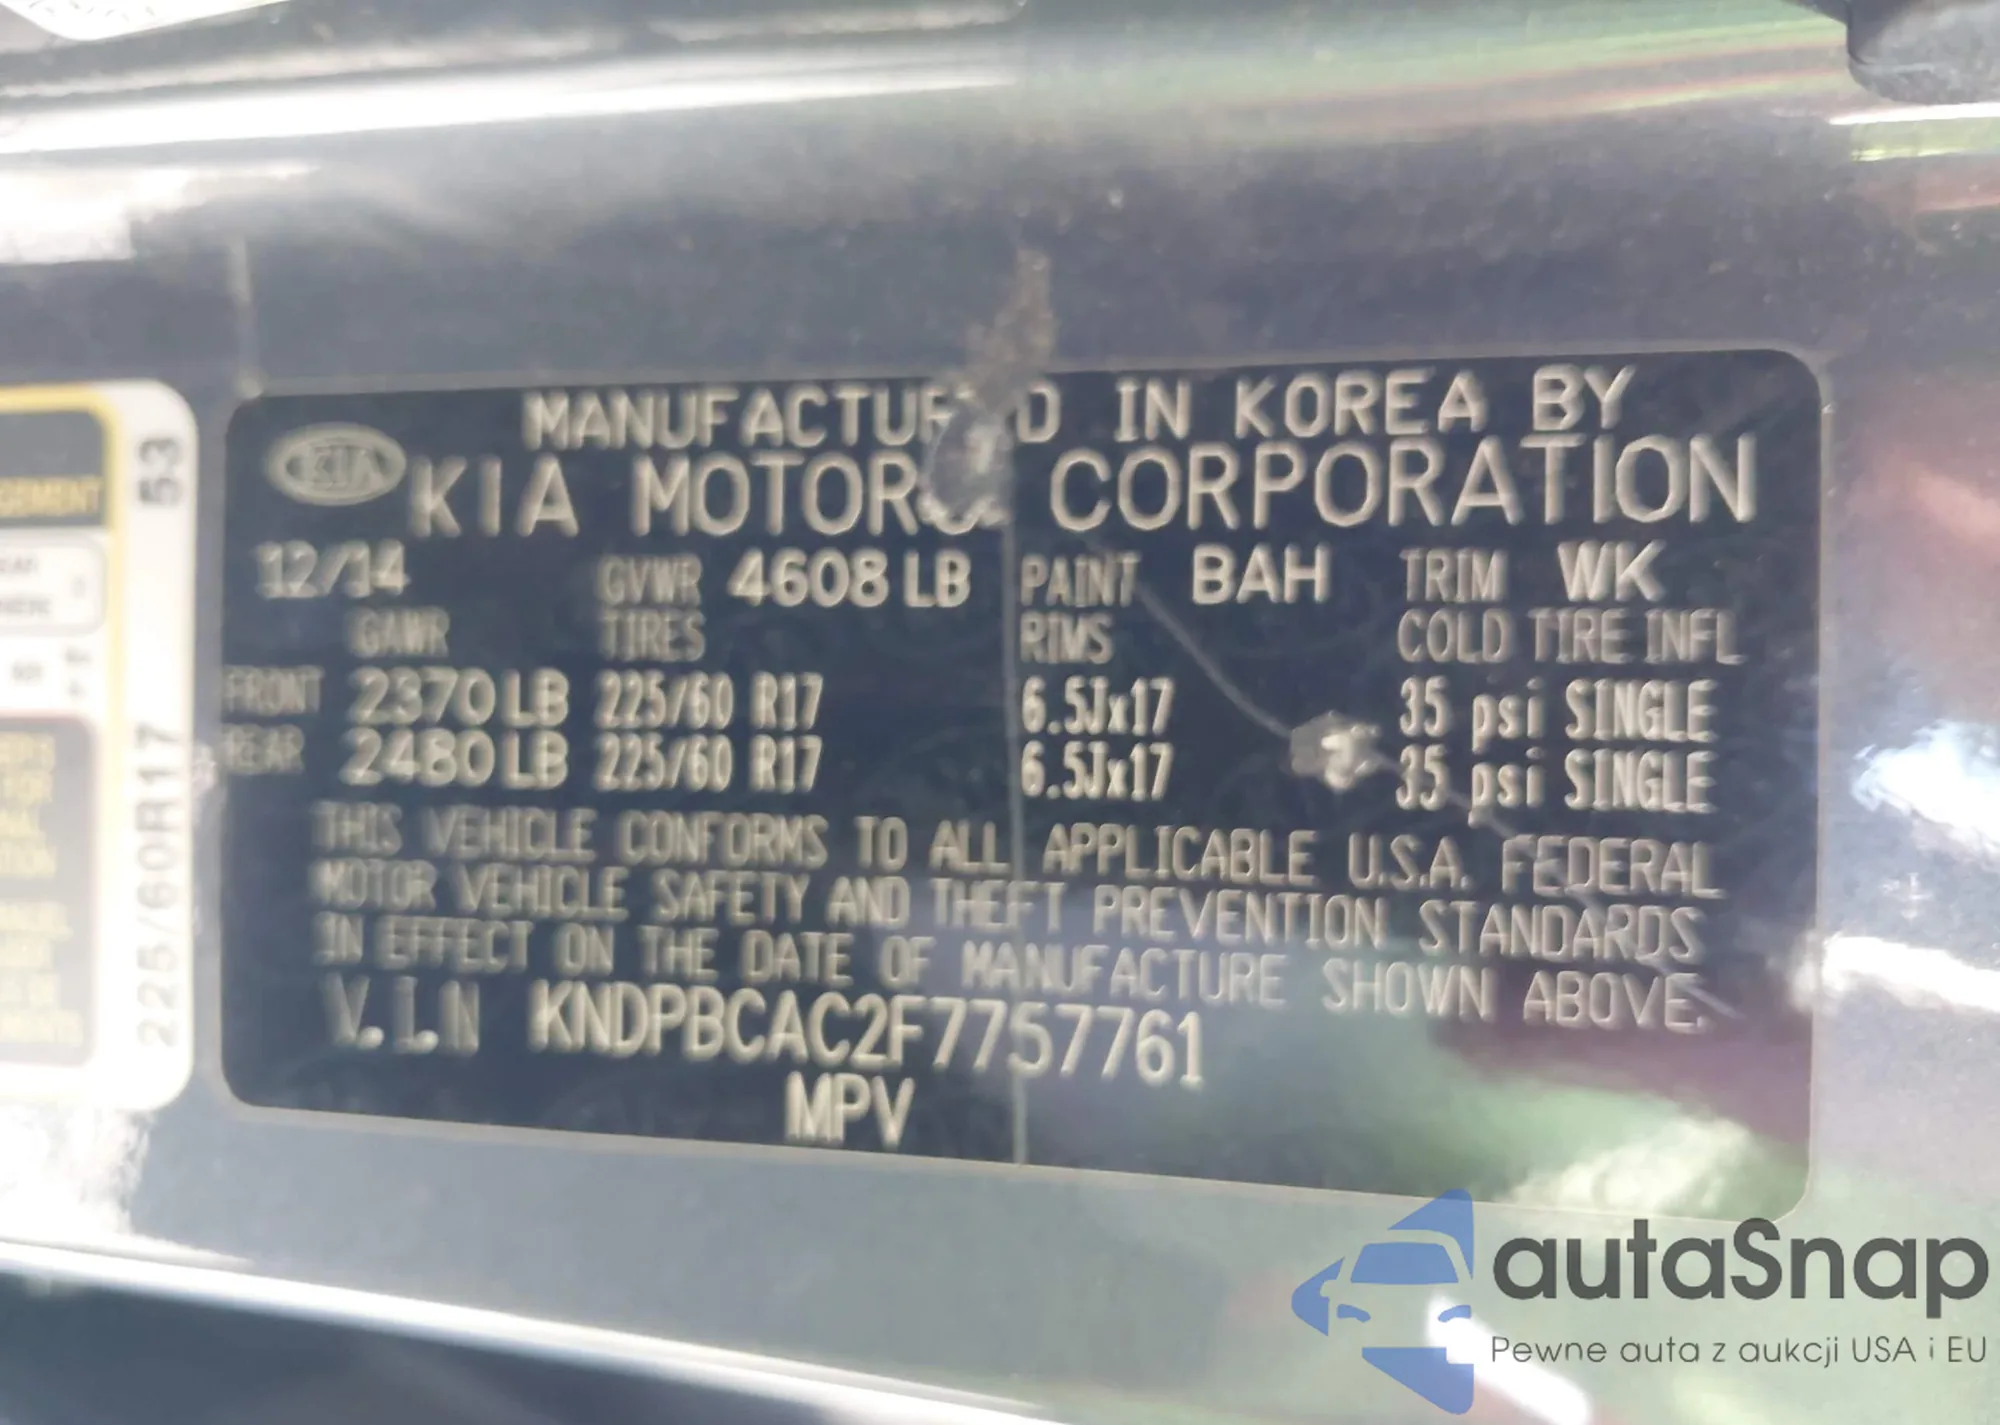 MANUFACTURED IN KOREA BY
KIA KIA MOTORS CORPORATION
12/14 GVWR 4608 LB PAINT BAH TRIM WK
GAWR TIRES RIMS COLD TIRE INFL
FRONT 2370 LB 225/60 R17 6.5Jx17 35 psi SINGLE
REAR 2480 LB 225/60 R17 6.5Jx17 35 psi SINGLE
THIS VEHICLE CONFORMS TO ALL APPLICABLE U.S.A. FEDERAL
MOTOR VEHICLE SAFETY AND THEFT PREVENTION STANDARDS
IN EFFECT ON THE DATE OF MANUFACTURE SHOWN ABOVE.
V.I.N KNDPBCAC2F7757761
MPV
53
225/60R17
autaSnap
Pewne auta z aukcji USA i EU